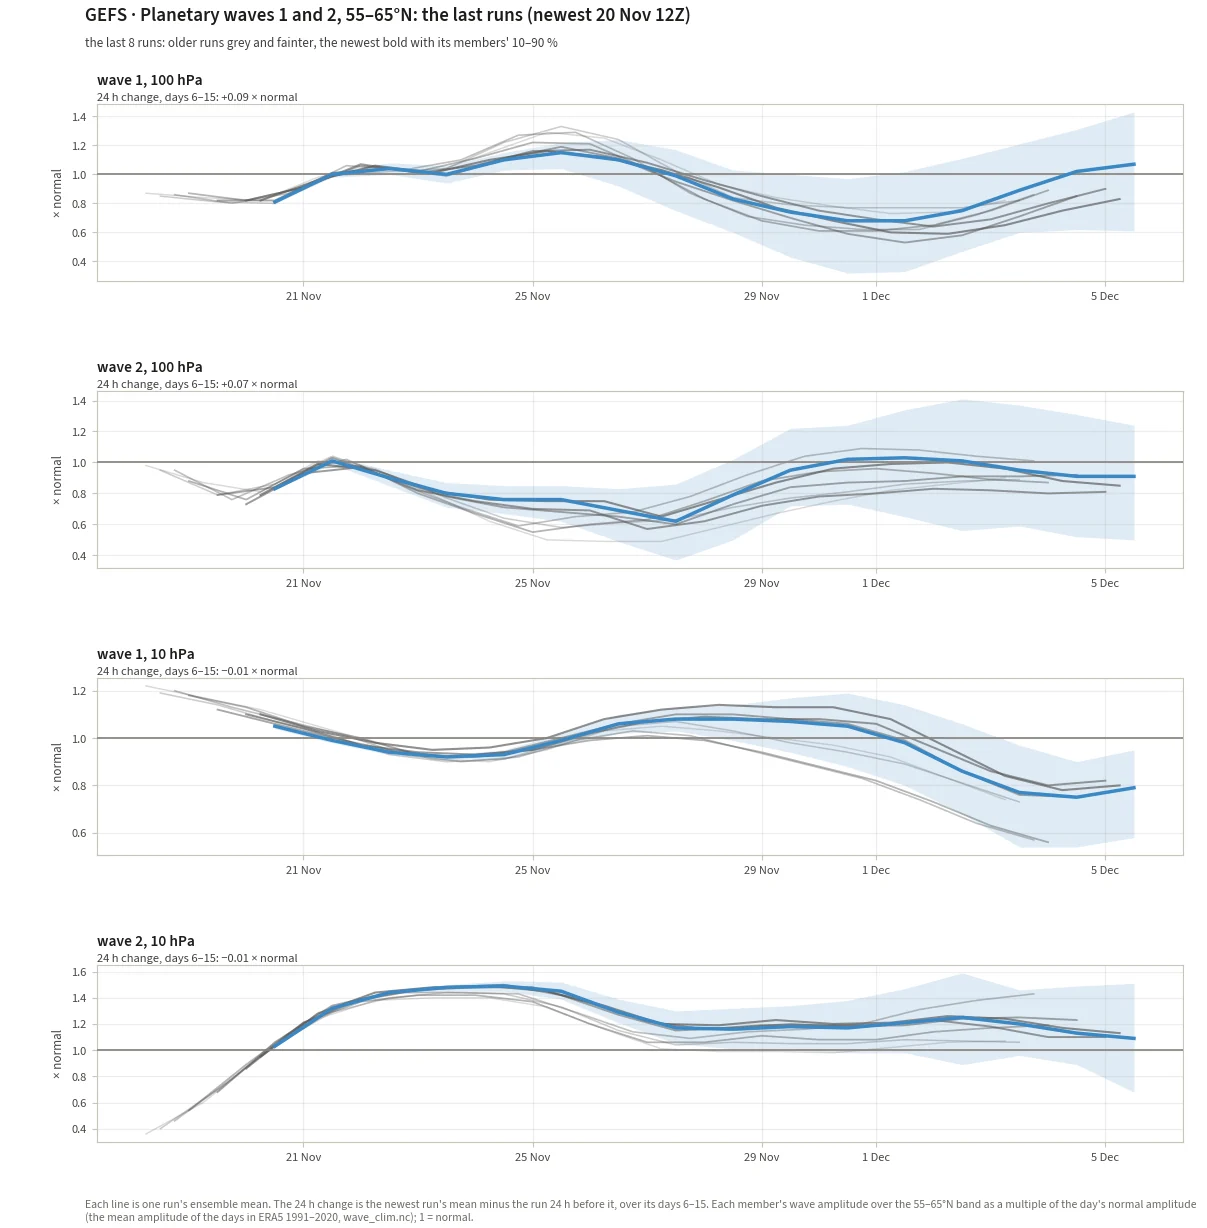 GEFS · Planetary waves 1 and 2, 55–65°N: the last runs (newest 20 Nov 12Z)
the last 8 runs: older runs grey and fainter, the newest bold with its members' 10–90 %
wave 1, 100 hPa
24 h change, days 6–15: +0.09 × normal
1.4
1.2
1.0
0.8
0.6
0.4
× normal
21 Nov 25 Nov 29 Nov 1 Dec 5 Dec
wave 2, 100 hPa
24 h change, days 6–15: +0.07 × normal
1.4
1.2
1.0
0.8
0.6
0.4
× normal
21 Nov 25 Nov 29 Nov 1 Dec 5 Dec
wave 1, 10 hPa
24 h change, days 6–15: −0.01 × normal
1.2
1.0
0.8
0.6
× normal
21 Nov 25 Nov 29 Nov 1 Dec 5 Dec
wave 2, 10 hPa
24 h change, days 6–15: −0.01 × normal
1.6
1.4
1.2
1.0
0.8
0.6
0.4
× normal
21 Nov 25 Nov 29 Nov 1 Dec 5 Dec
Each line is one run's ensemble mean. The 24 h change is the newest run's mean minus the run 24 h before it, over its days 6–15. Each member's wave amplitude over the 55–65°N band as a multiple of the day's normal amplitude
(the mean amplitude of the days in ERA5 1991–2020, wave_clim.nc); 1 = normal.